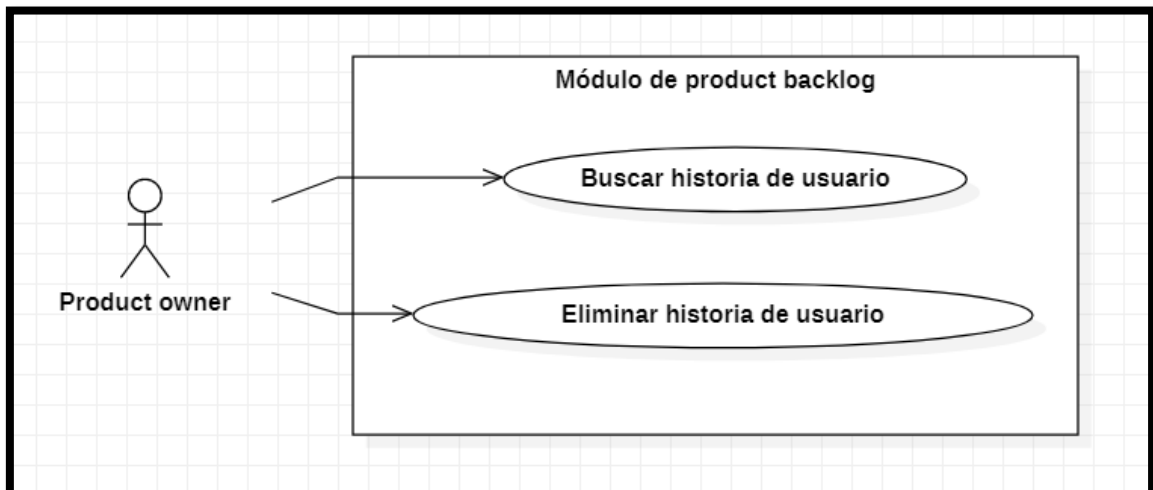 Módulo de product backlog
Buscar historia de usuario
Product owner
Eliminar historia de usuario